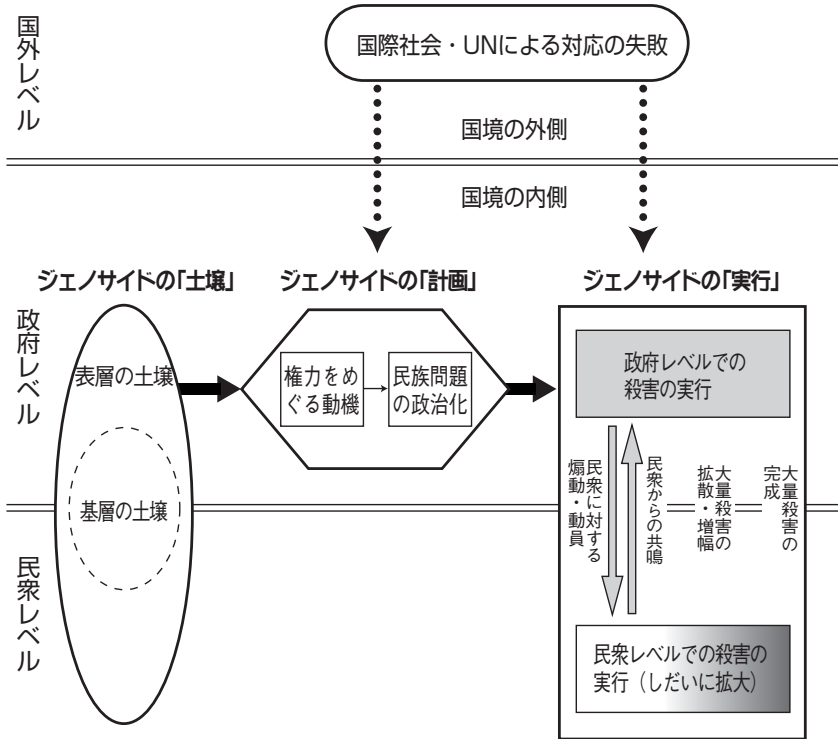 国外レベル
国際社会・UNによる対応の失敗
国境の外側
国境の内側
ジェノサイドの「土壌」
ジェノサイドの「計画」
ジェノサイドの「実行」
政府レベル
表層の土壌
基層の土壌
権力をめ
ぐる動機
民族問題
の政治化
政府レベルでの
殺害の実行
民衆に対する
煽動・動員
民衆からの共鳴
大量殺害の
拡散・増幅
大量殺害の
完成
民衆レベル
民衆レベルでの殺害の
実行（しだいに拡大）